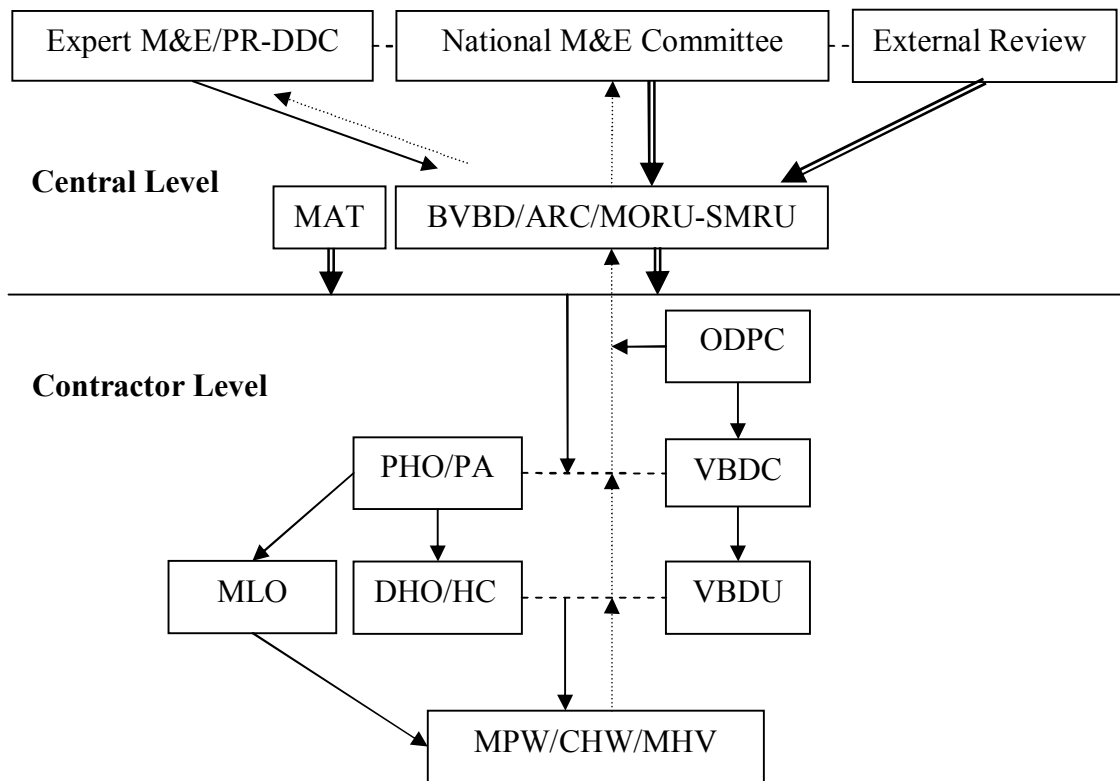 Expert M&E/PR-DDC
National M&E Committee
External Review
Central Level
MAT
BVBD/ARC/MORU-SMRU
ODPC
Contractor Level
PHO/PA
VBDC
MLO
DHO/HC
VBDU
MPW/CHW/MHV